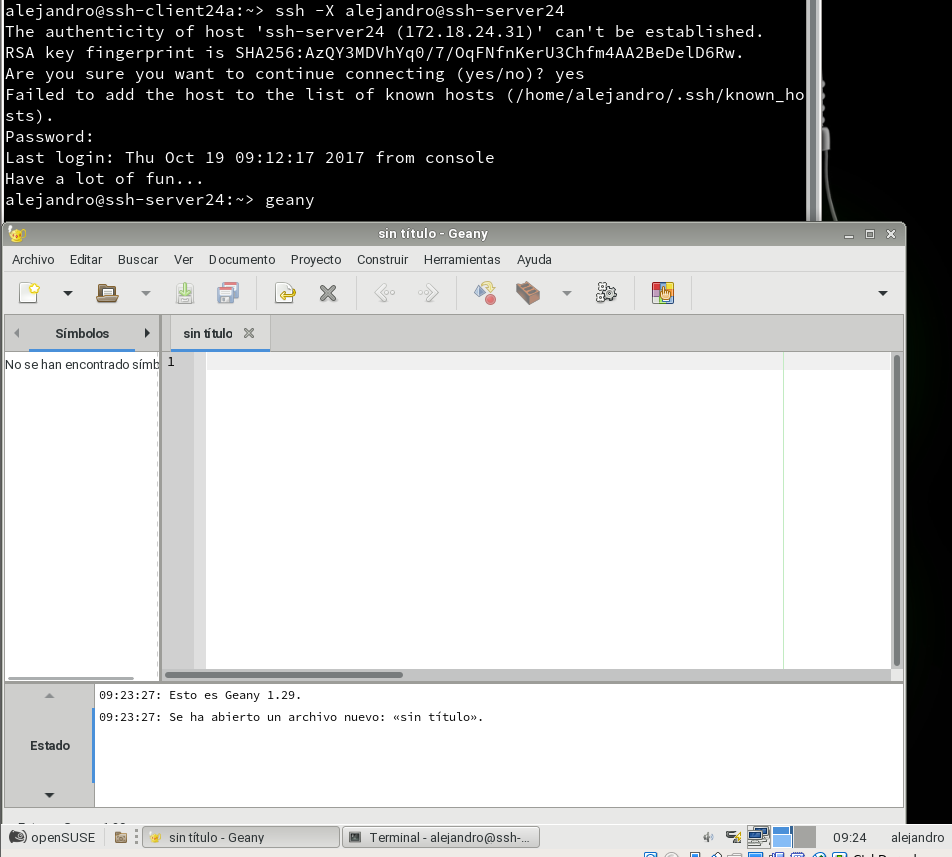 alejandro@ssh-client24a:~> ssh -X alejandro@ssh-server24
The authenticity of host 'ssh-server24 (172.18.24.31)' can't be established.
RSA key fingerprint is SHA256:AzQY3MDVhYq0/7/OqFNfnKerU3Chfm4AA2BeDelD6Rw.
Are you sure you want to continue connecting (yes/no)? yes
Failed to add the host to the list of known hosts (/home/alejandro/.ssh/known_ho
sts).
Password:
Last login: Thu Oct 19 09:12:17 2017 from console
Have a lot of fun...
alejandro@ssh-server24:~> geany
sin título - Geany
Archivo Editar Buscar Ver Documento Proyecto Construir Herramientas Ayuda
Símbolos sin título
No se han encontrado símb
1
09:23:27: Esto es Geany 1.29.
09:23:27: Se ha abierto un archivo nuevo: «sin título».
Estado
openSUSE sin título - Geany Terminal - alejandro@ssh-... 09:24 alejandro